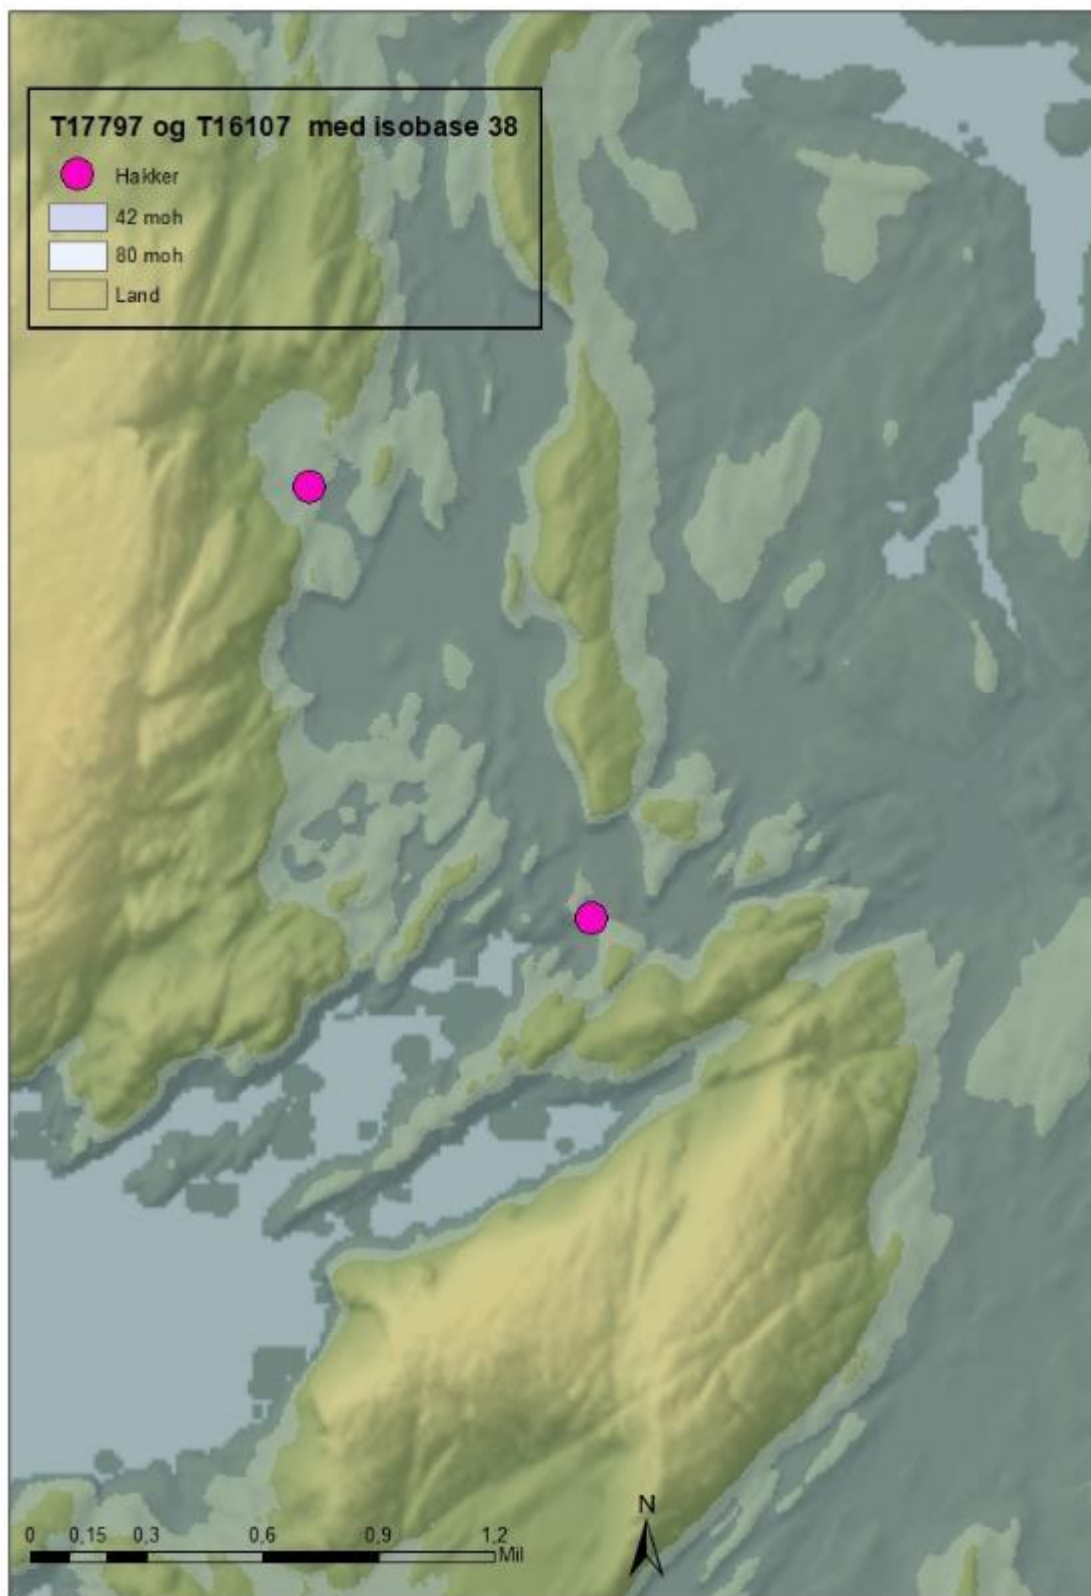 T17797 og T16107 med isobase 38
Hakker
42 moh
80 moh
Land
N
0 0,15 0,3 0,6 0,9 1,2
Mil